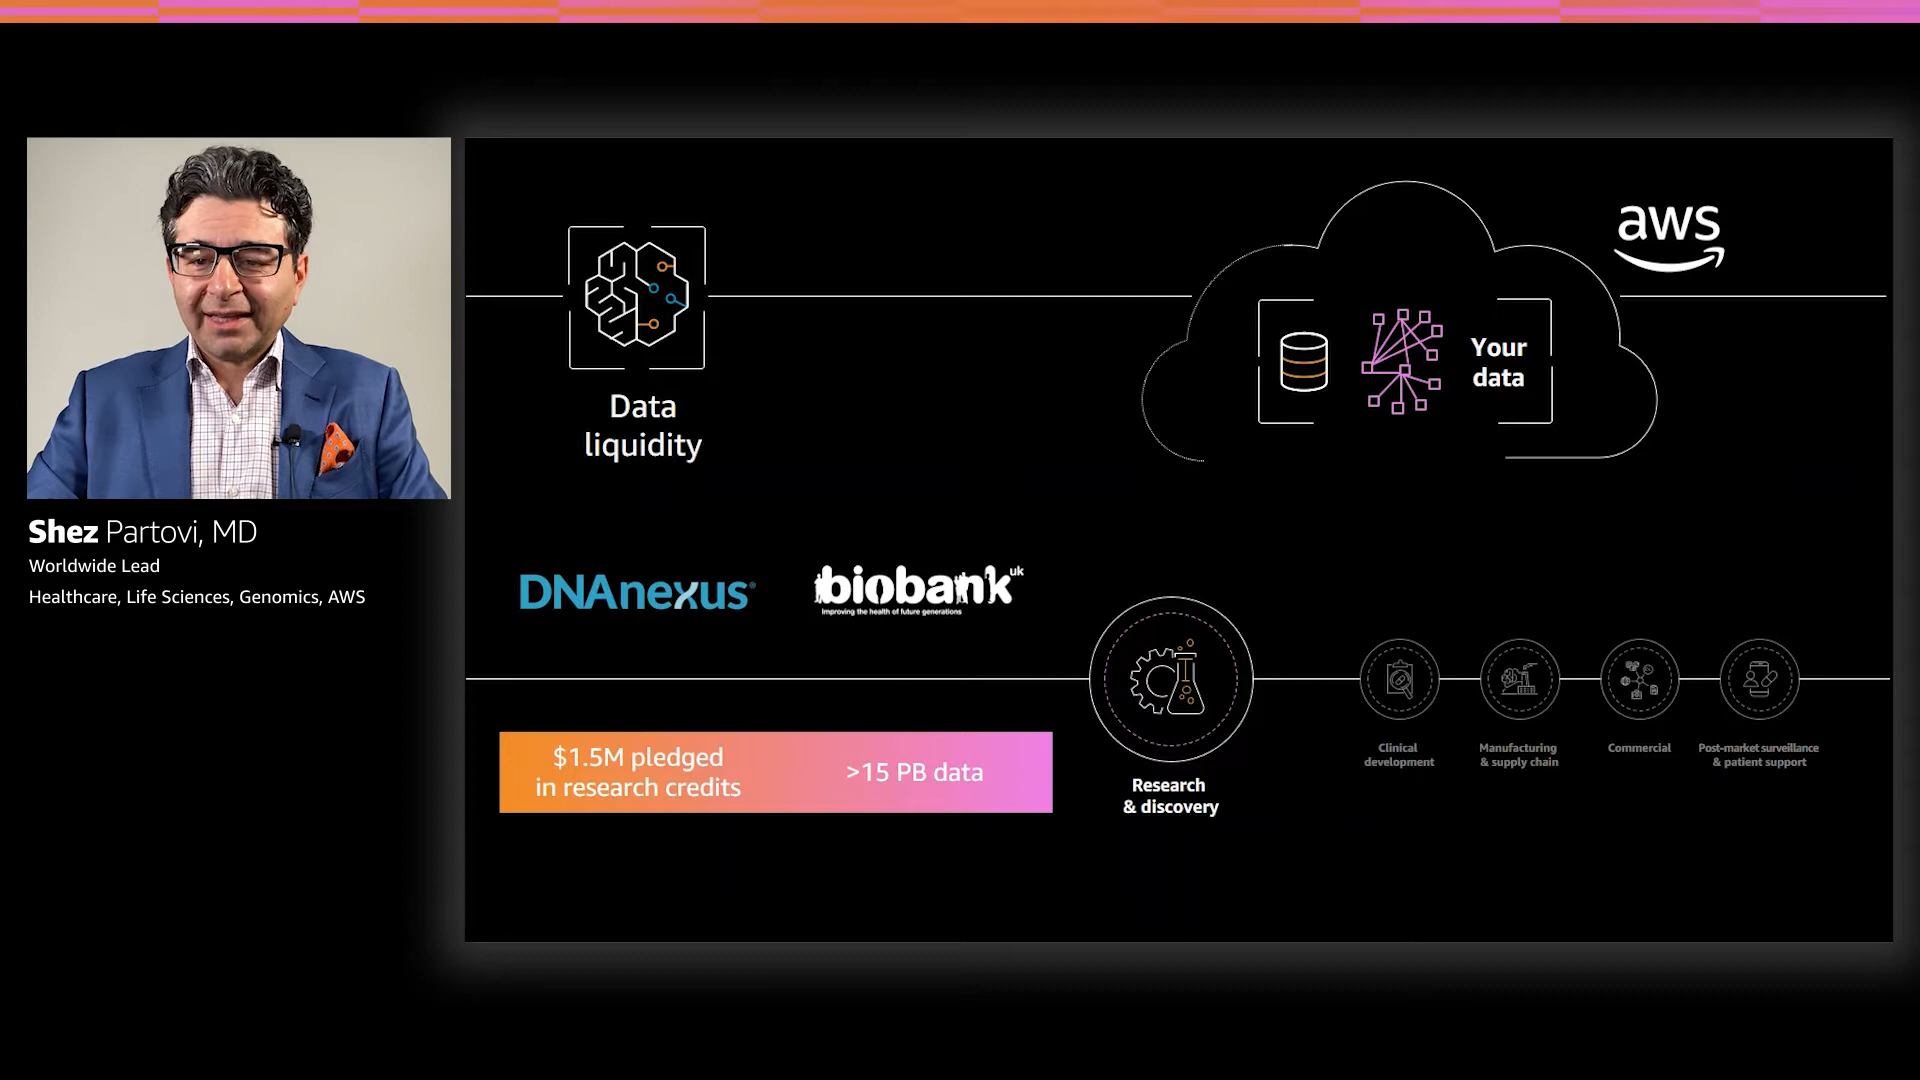 Shez Partovi, MD
Worldwide Lead
Healthcare, Life Sciences, Genomics, AWS
Data
liquidity
aws
Your
data
DNAnexus®
biobank uk
Improving the health of future generations
$1.5M pledged
in research credits
>15 PB data
Research
& discovery
Clinical
development
Manufacturing
& supply chain
Commercial
Post-market surveillance
& patient support